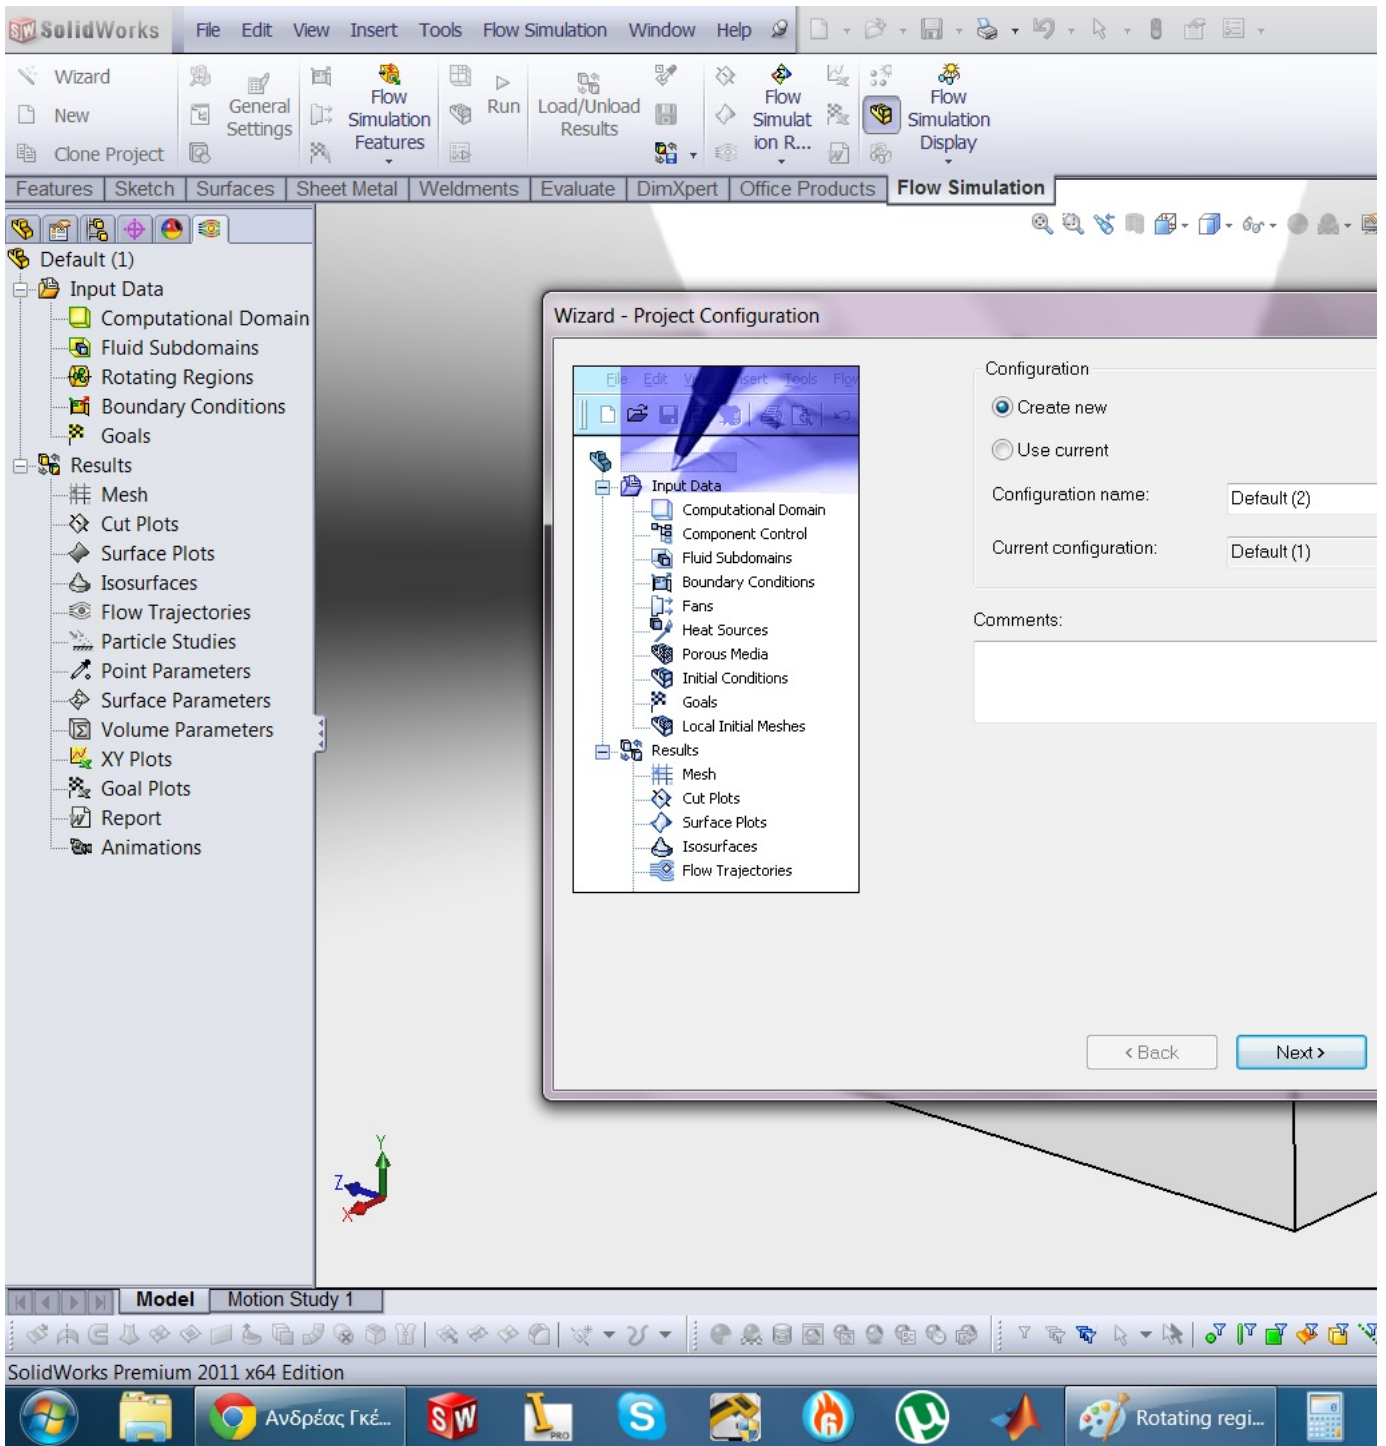 SolidWorks File Edit View Insert Tools Flow Simulation Window Help
Wizard
New
Clone Project
General Settings
Flow Simulation Features
Run
Load/Unload Results
Flow Simulat ion R...
Flow Simulation Display
Features Sketch Surfaces Sheet Metal Weldments Evaluate DimXpert Office Products Flow Simulation
Default (1)
Input Data
Computational Domain
Fluid Subdomains
Rotating Regions
Boundary Conditions
Goals
Results
Mesh
Cut Plots
Surface Plots
Isosurfaces
Flow Trajectories
Particle Studies
Point Parameters
Surface Parameters
Volume Parameters
XY Plots
Goal Plots
Report
Animations
Wizard - Project Configuration
File Edit
Tools
Input Data
Computational Domain
Component Control
Fluid Subdomains
Boundary Conditions
Fans
Heat Sources
Porous Media
Initial Conditions
Goals
Local Initial Meshes
Results
Mesh
Cut Plots
Surface Plots
Isosurfaces
Flow Trajectories
Configuration
Create new
Use current
Configuration name: Default (2)
Current configuration: Default (1)
Comments:
< Back Next >
Y
Z
X
Model Motion Study 1
SolidWorks Premium 2011 x64 Edition
Ανδρέας Γκέ... SW PRO S Rotating regi...